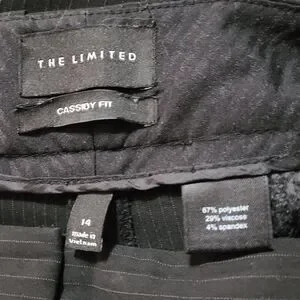 THE LIMITED
CASSIDY FIT
14
made in
Vietnam
67% polyester
29% viscose
4% spandex